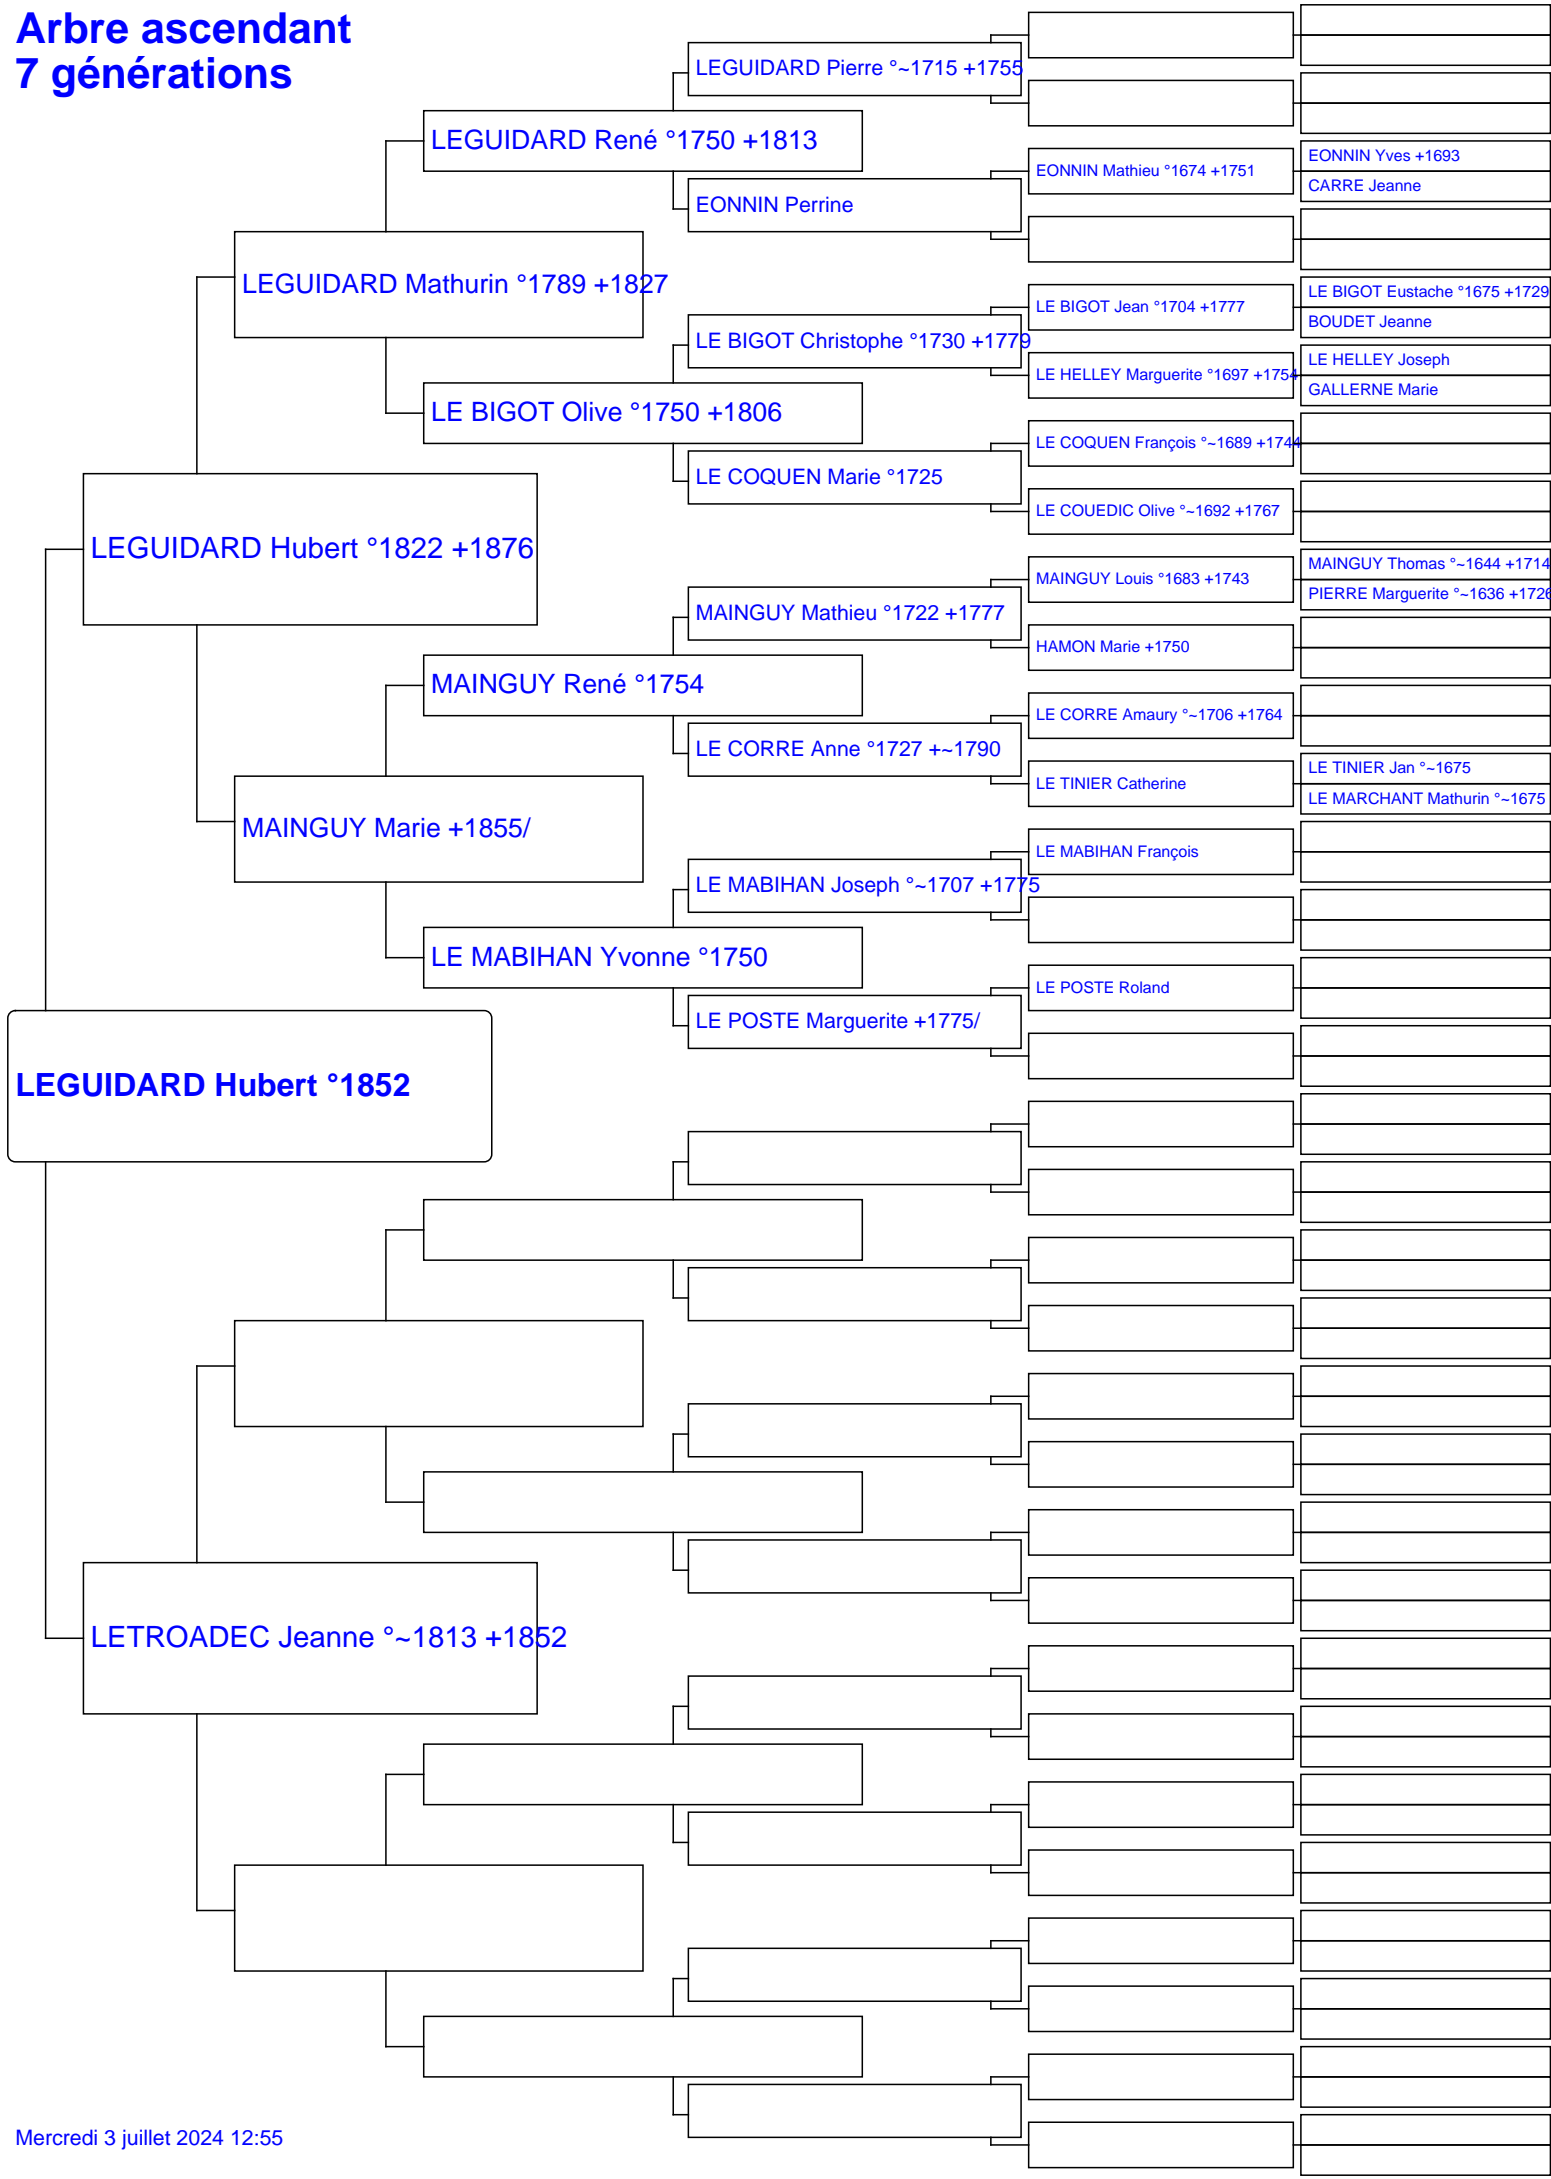 Arbre ascendant
7 générations
LEGUIDARD Pierre °~1715 +1755
LEGUIDARD René °1750 +1813
EONNIN Yves +1693
EONNIN Mathieu °1674 +1751
CARRE Jeanne
EONNIN Perrine
LEGUIDARD Mathurin °1789 +1827
LE BIGOT Eustache °1675 +1729
LE BIGOT Jean °1704 +1777
BOUDET Jeanne
LE BIGOT Christophe °1730 +1779
LE HELLEY Joseph
LE HELLEY Marguerite °1697 +1754
GALLERNE Marie
LE BIGOT Olive °1750 +1806
LE COQUEN François °~1689 +1744
LE COQUEN Marie °1725
LE COUEDIC Olive °~1692 +1767
LEGUIDARD Hubert °1822 +1876
MAINGUY Thomas °~1644 +1714
MAINGUY Louis °1683 +1743
PIERRE Marguerite °~1636 +1726
MAINGUY Mathieu °1722 +1777
HAMON Marie +1750
MAINGUY René °1754
LE CORRE Amaury °~1706 +1764
LE CORRE Anne °1727 +~1790
LE TINIER Jan °~1675
LE TINIER Catherine
LE MARCHANT Mathurin °~1675
MAINGUY Marie +1855/
LE MABIHAN François
LE MABIHAN Joseph °~1707 +1775
LE MABIHAN Yvonne °1750
LE POSTE Roland
LE POSTE Marguerite +1775/
LEGUIDARD Hubert °1852
LETROADEC Jeanne °~1813 +1852
Mercredi 3 juillet 2024 12:55